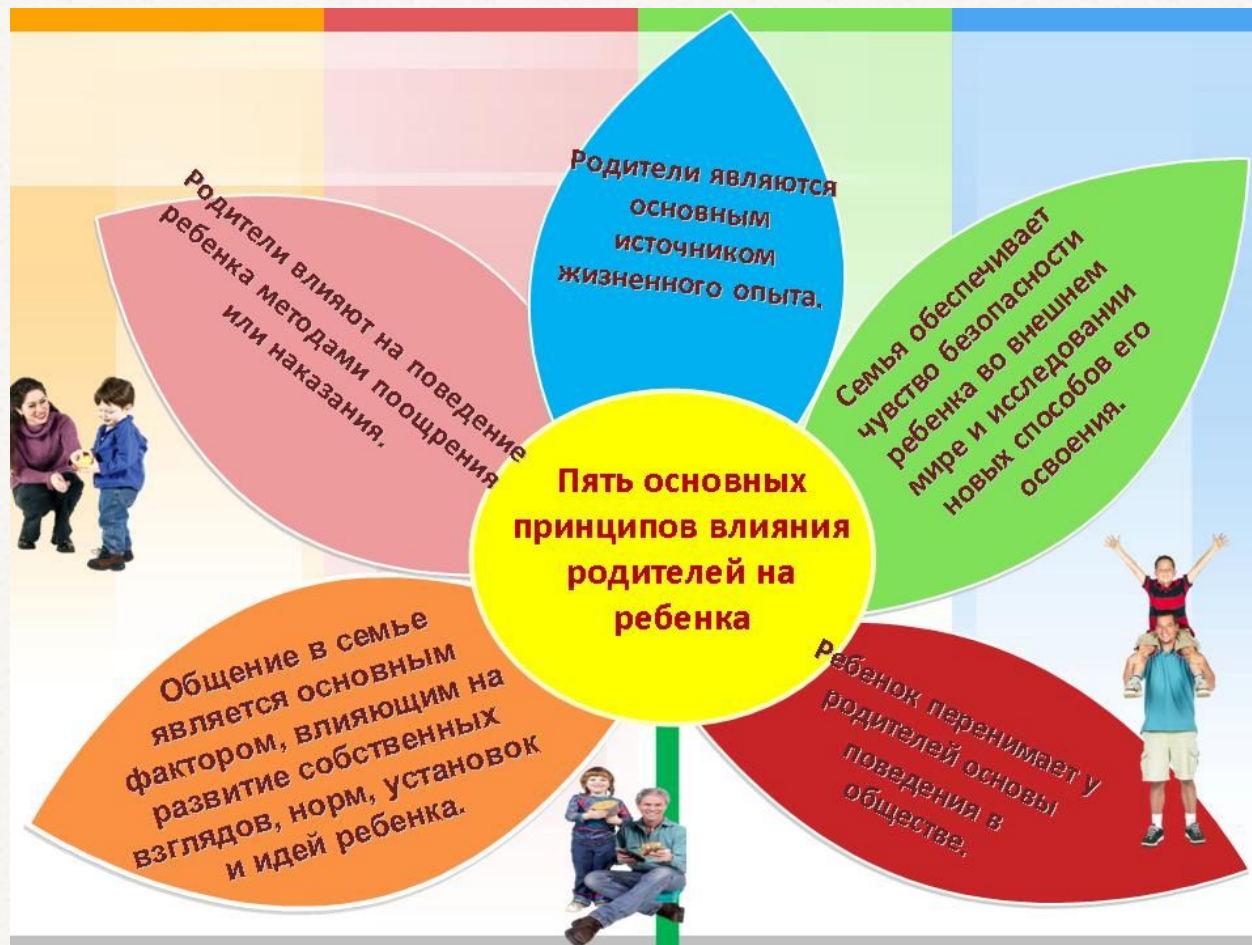 Пять основных
принципов влияния
родителей на
ребенка
Родители являются
основным
источником
жизненного опыта.
Семья обеспечивает
чувство безопасности
ребенка во внешнем
мире и исследовании
новых способов его
освоения.
Ребенок перенимает у
родителей основы
поведения в
обществе.
Общение в семье
является основным
фактором, влияющим на
развитие собственных
взглядов, норм, установок
и идей ребенка.
Родители влияют на поведение
ребенка методами поощрения
или наказания.